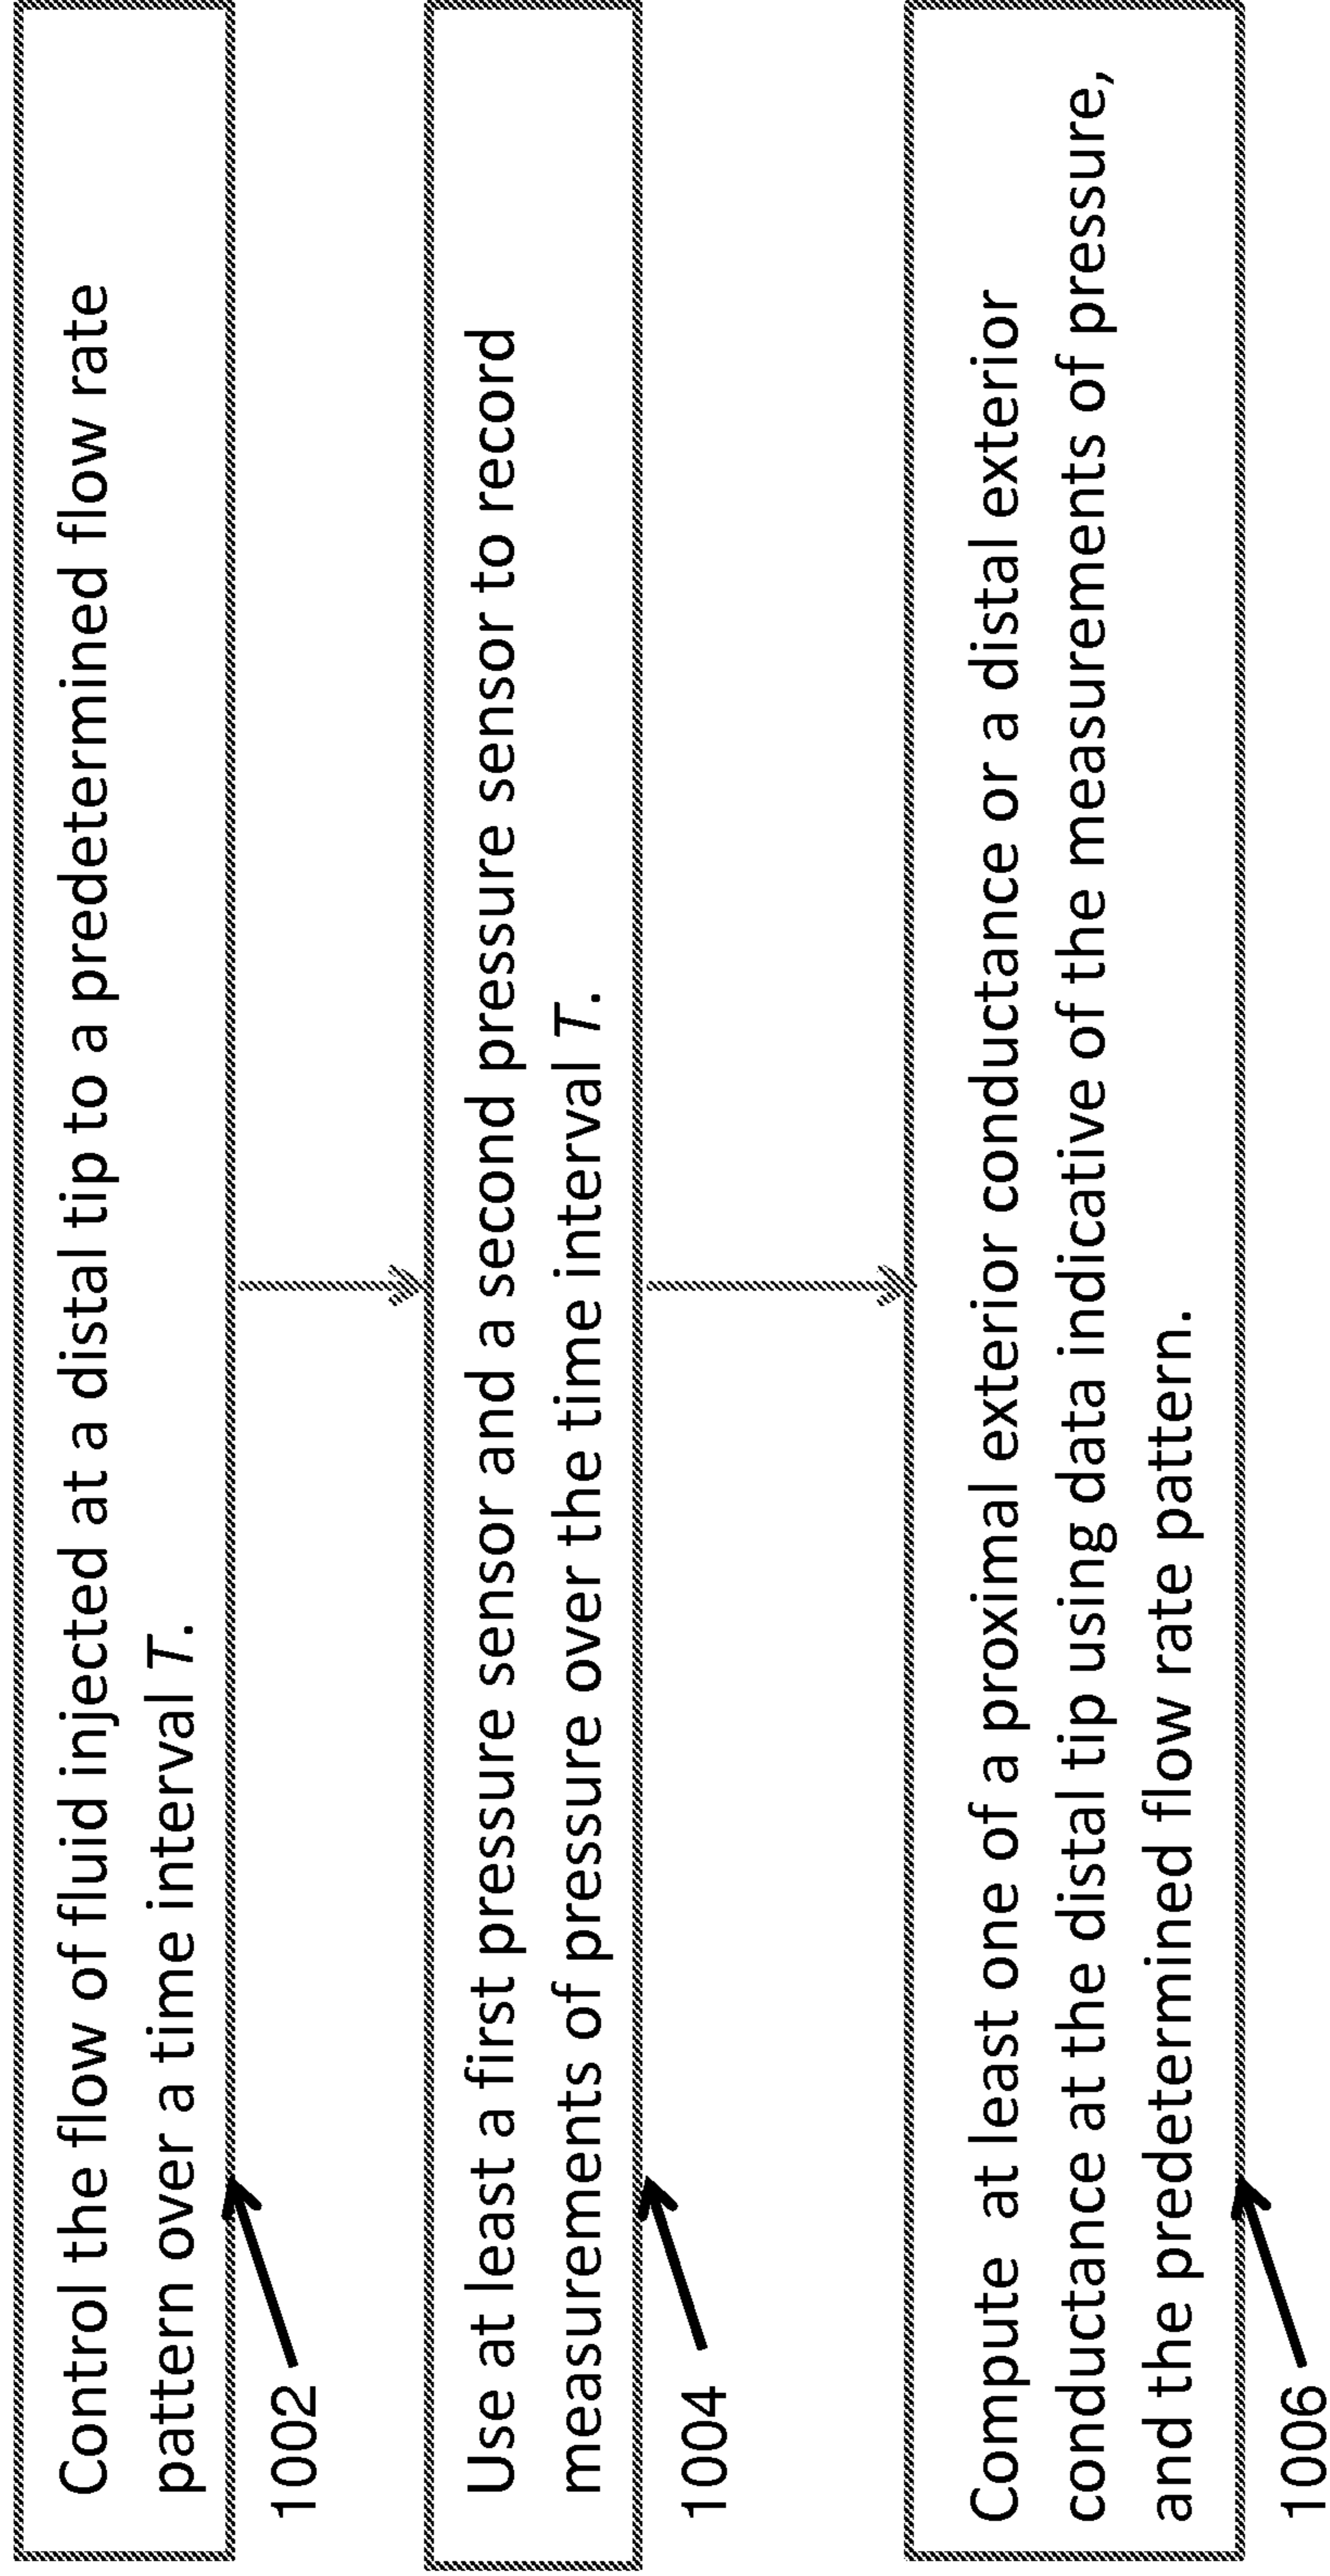 Control the flow of fluid injected at a distal tip to a predetermined flow rate
pattern over a time interval T.
1002
Use at least a first pressure sensor and a second pressure sensor to record
measurements of pressure over the time interval T.
1004
Compute at least one of a proximal exterior conductance or a distal exterior
conductance at the distal tip using data indicative of the measurements of pressure,
and the predetermined flow rate pattern.
1006